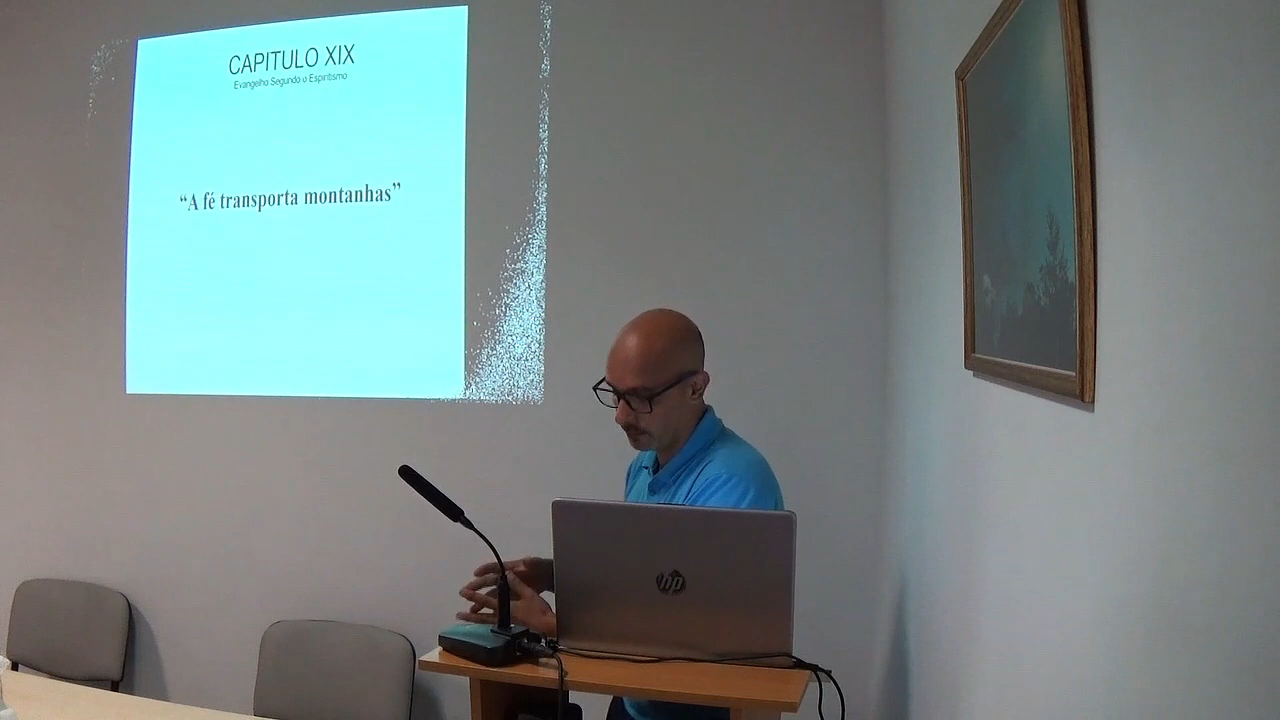 CAPITULO XIX
Evangelho Segundo o Espiritismo
“A fé transporta montanhas”
hp